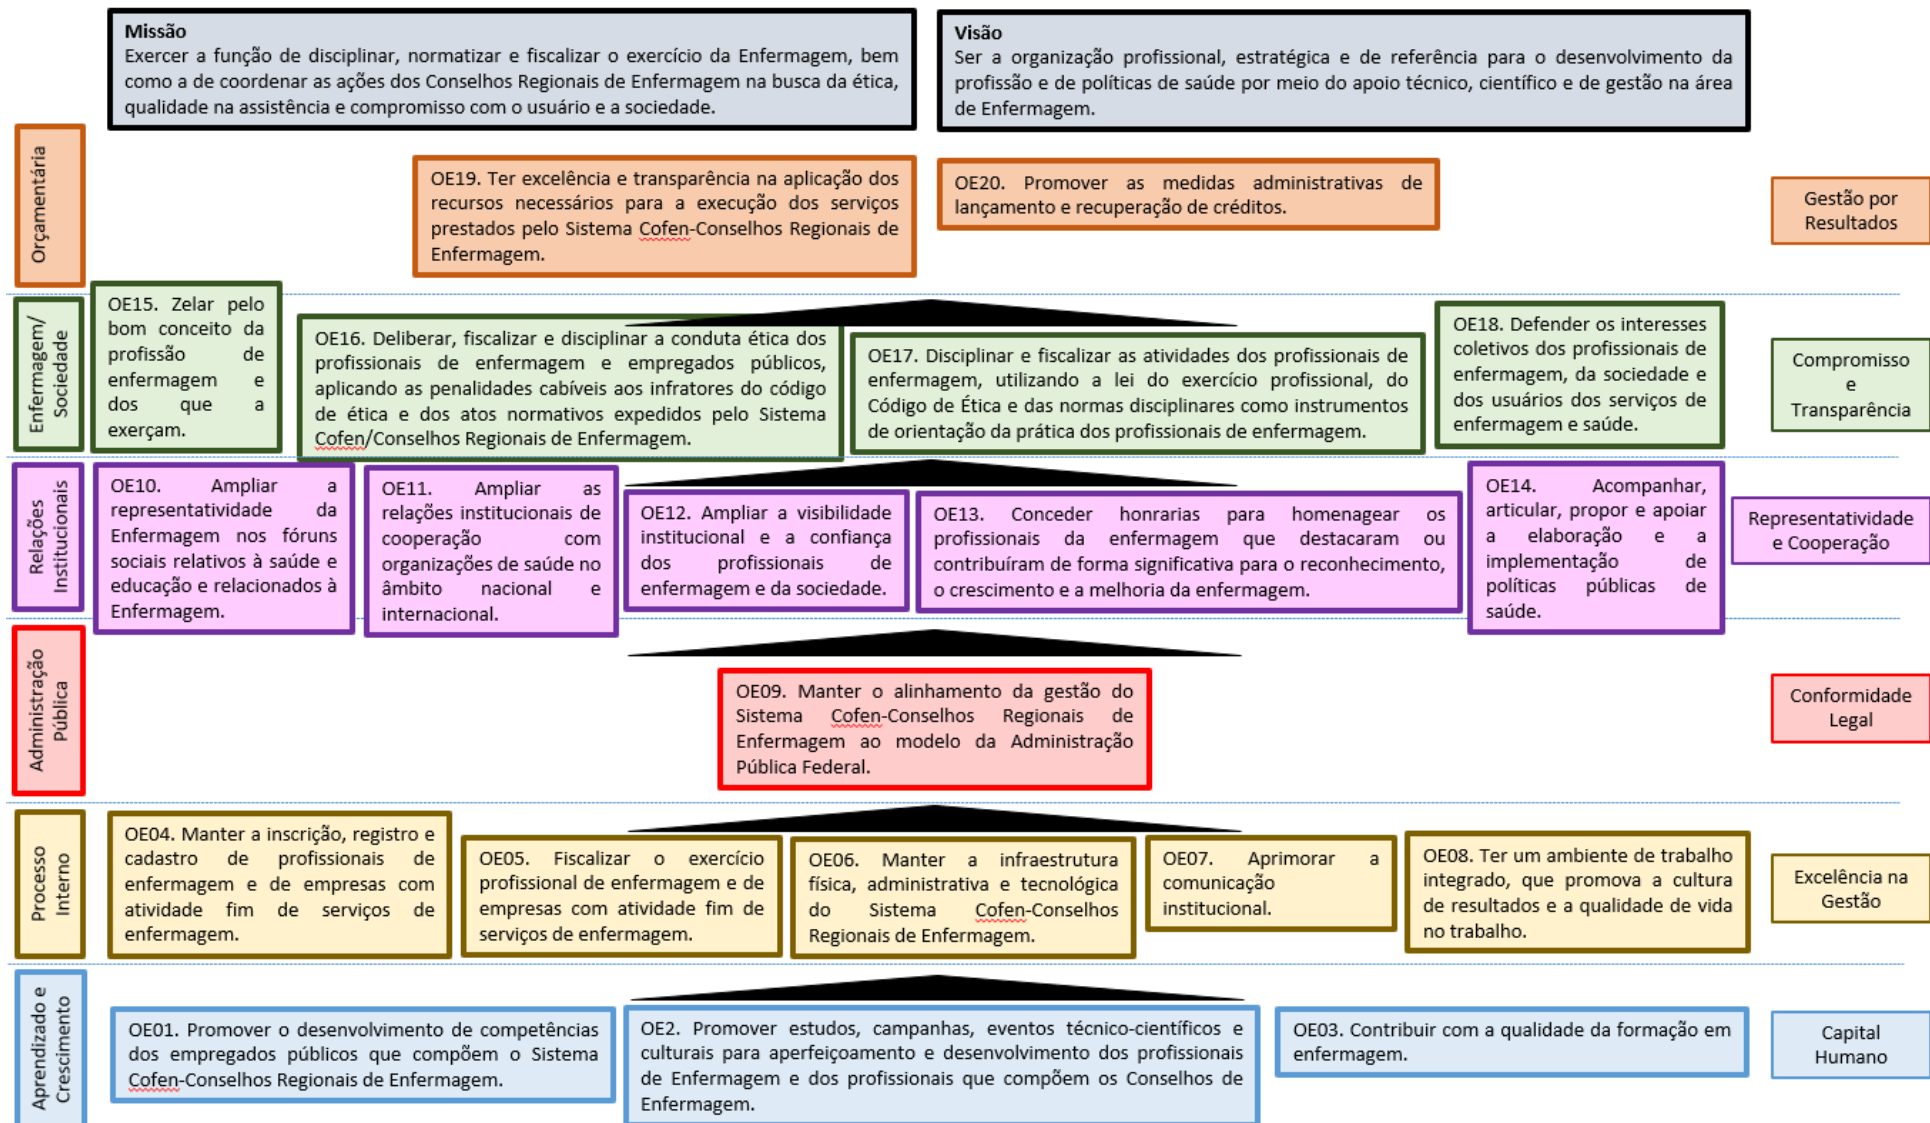 Missão
Exercer a função de disciplinar, normatizar e fiscalizar o exercício da Enfermagem, bem
como a de coordenar as ações dos Conselhos Regionais de Enfermagem na busca da ética,
qualidade na assistência e compromisso com o usuário e a sociedade.
Visão
Ser a organização profissional, estratégica e de referência para o desenvolvimento da
profissão e de políticas de saúde por meio do apoio técnico, científico e de gestão na área
de Enfermagem.
Orçamentária
OE19. Ter excelência e transparência na aplicação dos
recursos necessários para a execução dos serviços
prestados pelo Sistema Cofen-Conselhos Regionais de
Enfermagem.
OE20. Promover as medidas administrativas de
lançamento e recuperação de créditos.
Gestão por
Resultados
Enfermagem/
Sociedade
OE15. Zelar pelo
bom conceito da
profissão de
enfermagem e
dos que a
exerçam.
OE16. Deliberar, fiscalizar e disciplinar a conduta ética dos
profissionais de enfermagem e empregados públicos,
aplicando as penalidades cabíveis aos infratores do código
de ética e dos atos normativos expedidos pelo Sistema
Cofen/Conselhos Regionais de Enfermagem.
OE17. Disciplinar e fiscalizar as atividades dos profissionais de
enfermagem, utilizando a lei do exercício profissional, do
Código de Ética e das normas disciplinares como instrumentos
de orientação da prática dos profissionais de enfermagem.
OE18. Defender os interesses
coletivos dos profissionais de
enfermagem, da sociedade e
dos usuários dos serviços de
enfermagem e saúde.
Compromisso
e
Transparência
Relações
Institucionais
OE10. Ampliar a
representatividade da
Enfermagem nos fóruns
sociais relativos à saúde e
educação e relacionados à
Enfermagem.
OE11. Ampliar as
relações institucionais de
cooperação com
organizações de saúde no
âmbito nacional e
internacional.
OE12. Ampliar a visibilidade
institucional e a confiança
dos profissionais de
enfermagem e da sociedade.
OE13. Conceder honrarias para homenagear os
profissionais da enfermagem que destacaram ou
contribuíram de forma significativa para o reconhecimento,
o crescimento e a melhoria da enfermagem.
OE14. Acompanhar,
articular, propor e apoiar
a elaboração e a
implementação de
políticas públicas de
saúde.
Representatividade
e Cooperação
Administração
Pública
OE09. Manter o alinhamento da gestão do
Sistema Cofen-Conselhos Regionais de
Enfermagem ao modelo da Administração
Pública Federal.
Conformidade
Legal
Processo
Interno
OE04. Manter a inscrição, registro e
cadastro de profissionais de
enfermagem e de empresas com
atividade fim de serviços de
enfermagem.
OE05. Fiscalizar o exercício
profissional de enfermagem e de
empresas com atividade fim de
serviços de enfermagem.
OE06. Manter a infraestrutura
física, administrativa e tecnológica
do Sistema Cofen-Conselhos
Regionais de Enfermagem.
OE07. Aprimorar a
comunicação
institucional.
OE08. Ter um ambiente de trabalho
integrado, que promova a cultura
de resultados e a qualidade de vida
no trabalho.
Excelência na
Gestão
Aprendizado e
Crescimento
OE01. Promover o desenvolvimento de competências
dos empregados públicos que compõem o Sistema
Cofen-Conselhos Regionais de Enfermagem.
OE2. Promover estudos, campanhas, eventos técnico-científicos e
culturais para aperfeiçoamento e desenvolvimento dos profissionais
de Enfermagem e dos profissionais que compõem os Conselhos de
Enfermagem.
OE03. Contribuir com a qualidade da formação em
enfermagem.
Capital
Humano